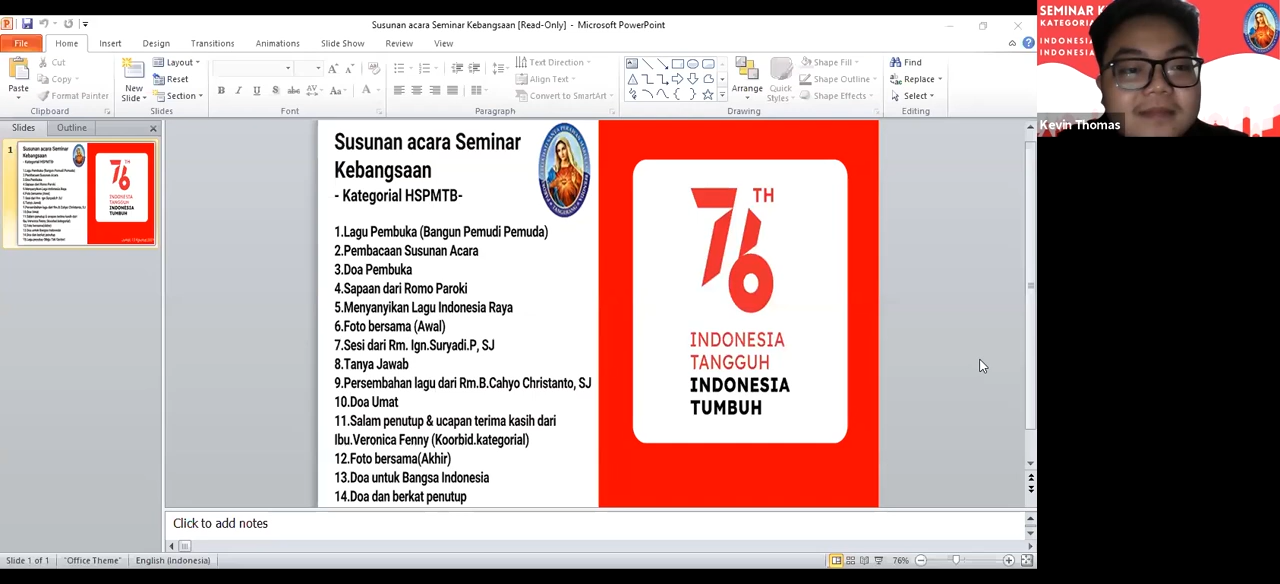 Susunan acara Seminar Kebangsaan [Read-Only] - Microsoft PowerPoint
File Home Insert Design Transitions Animations Slide Show Review View
Paste
Cut
Copy
Format Painter
Clipboard
New
Slide
Layout
Reset
Section
Slides
B I U S abc AV Aa A
Font
Paragraph
Text Direction
Align Text
Convert to SmartArt
Arrange
Quick
Styles
Shape Fill
Shape Outline
Shape Effects
Drawing
Find
Replace
Select
Editing
Slides Outline
1
Susunan acara Seminar
Kebangsaan
- Kategorial HSPMTB-
1.Lagu Pembuka (Bangun Pemudi Pemuda)
2.Pembacaan Susunan Acara
3.Doa Pembuka
4.Sapaan dari Romo Paroki
5.Menyanyikan Lagu Indonesia Raya
6.Foto bersama (Awal)
7.Sesi dari Rm. Ign.Suryadi.P, SJ
8.Tanya Jawab
9.Persembahan lagu dari Rm.B.Cahyo Christanto, SJ
10.Doa Umat
11.Salam penutup & ucapan terima kasih dari
Ibu.Veronica Fenny (Koorbid.kategorial)
12.Foto bersama(Akhir)
13.Doa untuk Bangsa Indonesia
14.Doa dan berkat penutup
76 TH
INDONESIA
TANGGUH
INDONESIA
TUMBUH
Click to add notes
Slide 1 of 1 "Office Theme" English (Indonesia) 76%
SEMINAR K
KATEGORIA
INDONESIA
INDONESIA
Kevin Thomas